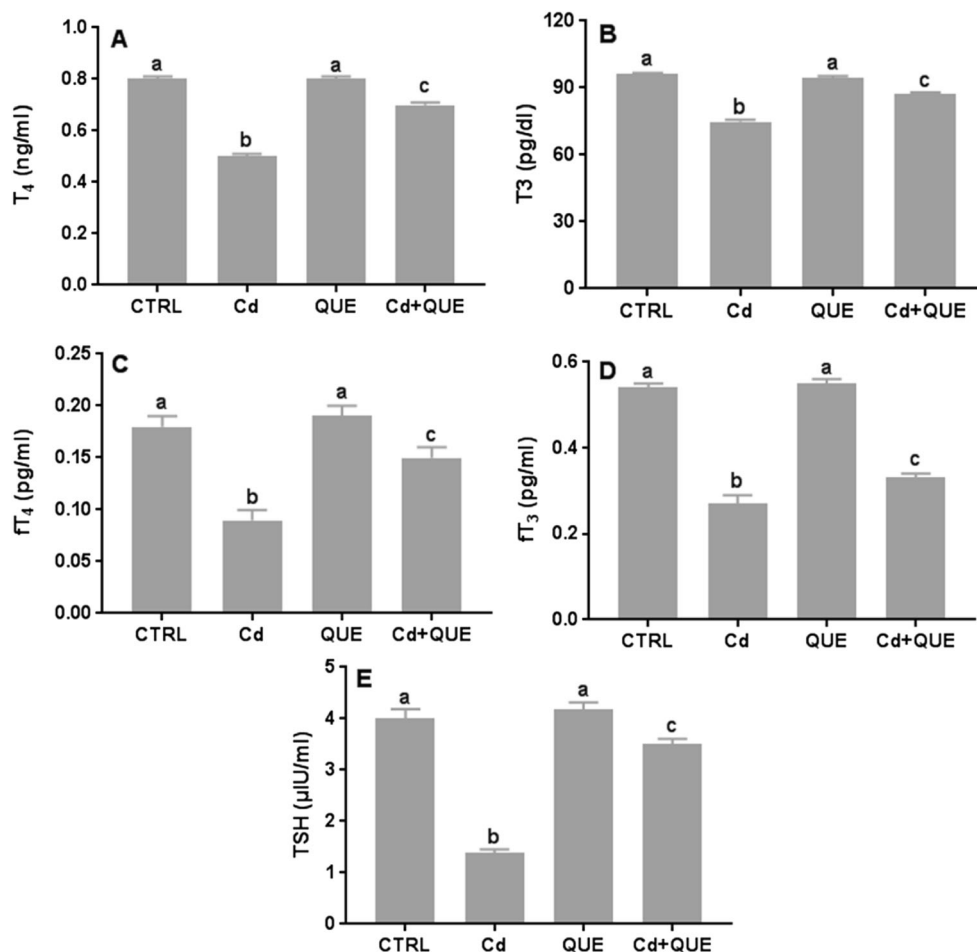 A
T₄ (ng/ml)
1.0
0.8
0.6
0.4
0.2
0.0
a
b
a
c
CTRL Cd QUE Cd+QUE
B
T3 (pg/dl)
120
90
60
30
0
a
b
a
c
CTRL Cd QUE Cd+QUE
C
fT₄ (pg/ml)
0.25
0.20
0.15
0.10
0.05
0.00
a
b
a
c
CTRL Cd QUE Cd+QUE
D
fT₃ (pg/ml)
0.6
0.4
0.2
0.0
a
b
a
c
CTRL Cd QUE Cd+QUE
E
TSH (µIU/ml)
5
4
3
2
1
0
a
b
a
c
CTRL Cd QUE Cd+QUE